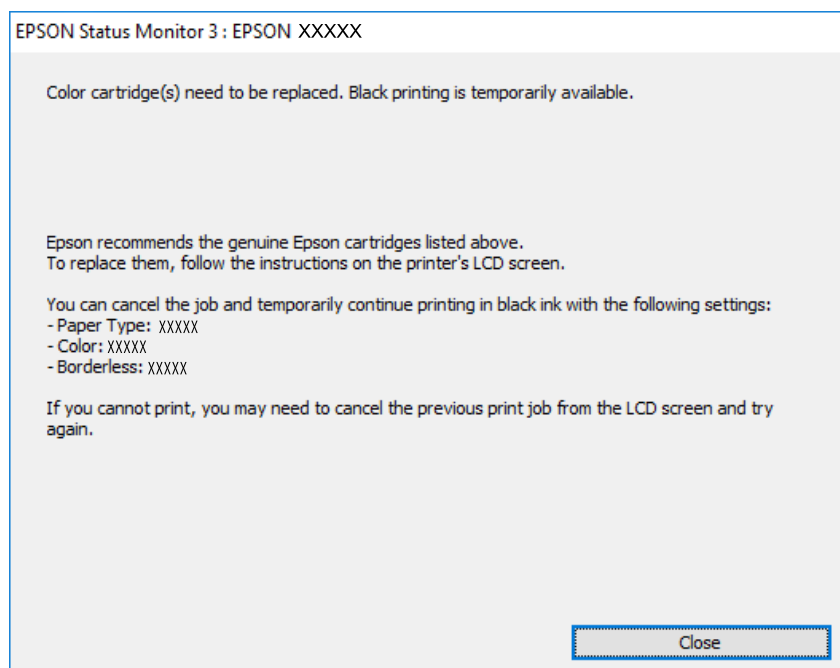 EPSON Status Monitor 3 : EPSON XXXXX
Color cartridge(s) need to be replaced. Black printing is temporarily available.
Epson recommends the genuine Epson cartridges listed above.
To replace them, follow the instructions on the printer's LCD screen.
You can cancel the job and temporarily continue printing in black ink with the following settings:
- Paper Type: XXXXX
- Color: XXXXX
- Borderless: XXXXX
If you cannot print, you may need to cancel the previous print job from the LCD screen and try
again.
Close